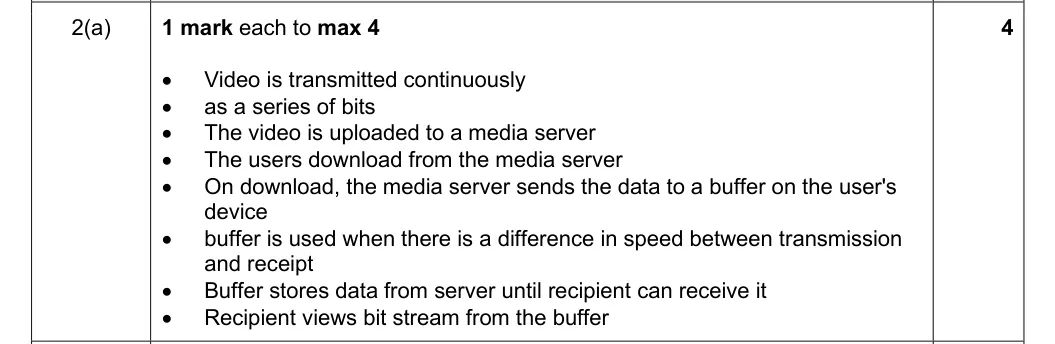 2(a)
1 mark each to max 4
4
• Video is transmitted continuously
• as a series of bits
• The video is uploaded to a media server
• The users download from the media server
• On download, the media server sends the data to a buffer on the user's
device
• buffer is used when there is a difference in speed between transmission
and receipt
• Buffer stores data from server until recipient can receive it
• Recipient views bit stream from the buffer